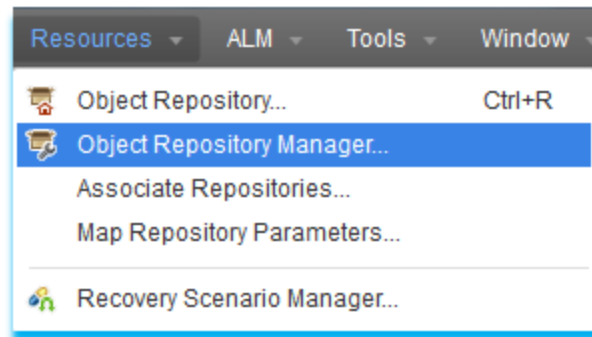 Resources ALM Tools Window
Object Repository... Ctrl+R
Object Repository Manager...
Associate Repositories...
Map Repository Parameters...
Recovery Scenario Manager...